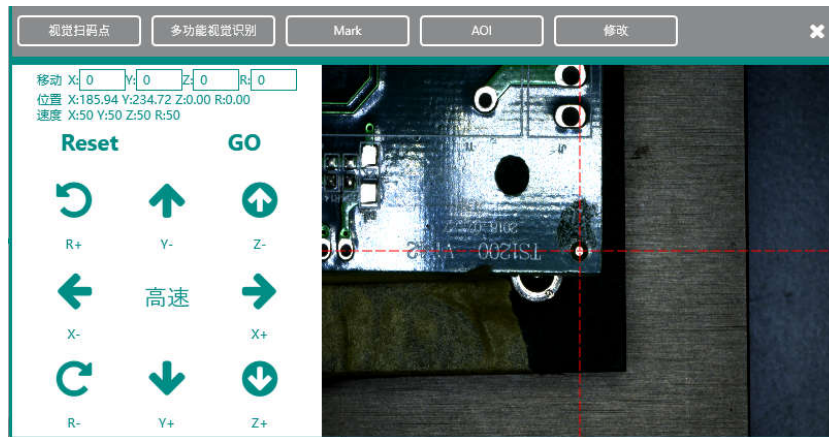 视觉扫码点 多功能视觉识别 Mark AOI 修改
移动 X: 0 Y: 0 Z: 0 R: 0
位置 X:185.94 Y:234.72 Z:0.00 R:0.00
速度 X:50 Y:50 Z:50 R:50
Reset GO
R+ Y- Z-
高速
X- X+
R- Y+ Z+
TS1200